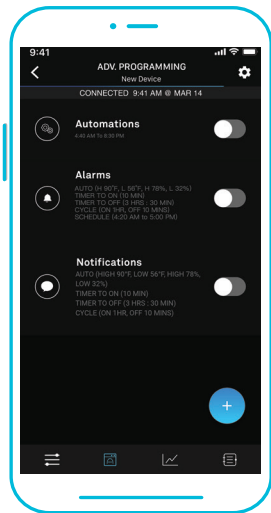 9:41
ADV. PROGRAMMING
New Device
CONNECTED 9:41 AM @ MAR 14
Automations
4:40 AM To 8:30 PM
Alarms
AUTO (H 90°F, L 58°F, H 78%, L 32%)
TIMER TO ON (10 MIN)
TIMER TO OFF (3 HRS : 30 MIN)
CYCLE (ON 1HR, OFF 10 MINS)
SCHEDULE (4:20 AM to 5:00 PM)
Notifications
AUTO (HIGH 90°F, LOW 56°F, HIGH 78%,
LOW 32%)
TIMER TO ON (10 MIN)
TIMER TO OFF (3 HRS : 30 MIN)
CYCLE (ON 1HR, OFF 10 MINS)